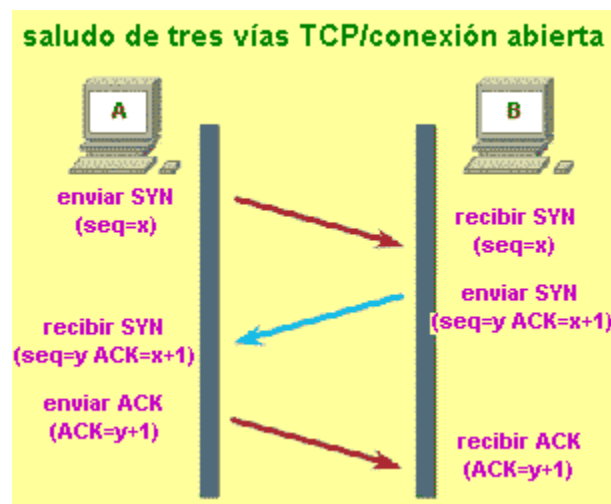 saludo de tres vías TCP/conexión abierta
A
B
enviar SYN
(seq=x)
recibir SYN
(seq=x)
enviar SYN
(seq=y ACK=x+1)
recibir SYN
(seq=y ACK=x+1)
enviar ACK
(ACK=y+1)
recibir ACK
(ACK=y+1)